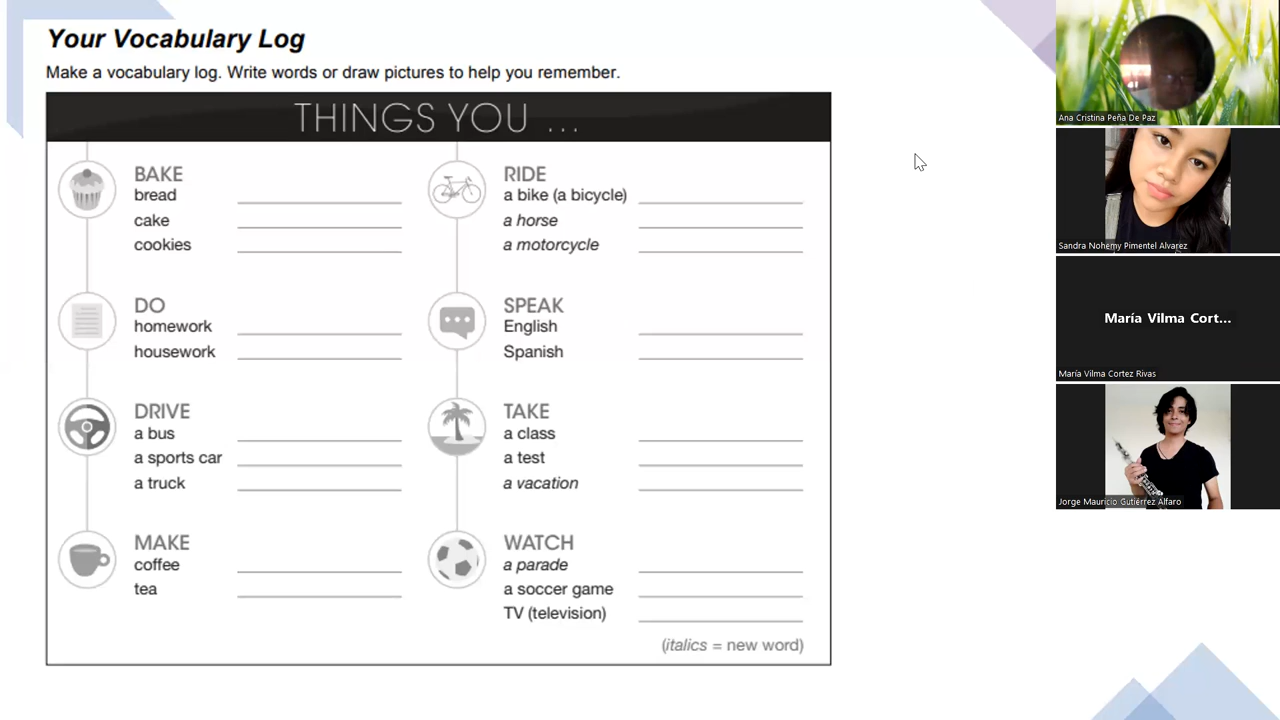 Your Vocabulary Log
Make a vocabulary log. Write words or draw pictures to help you remember.
THINGS YOU ...
BAKE
bread
cake
cookies
DO
homework
housework
DRIVE
a bus
a sports car
a truck
MAKE
coffee
tea
RIDE
a bike (a bicycle)
a horse
a motorcycle
SPEAK
English
Spanish
TAKE
a class
a test
a vacation
WATCH
a parade
a soccer game
TV (television)
(italics = new word)
Ana Cristina Peña De Paz
Sandra Nohemy Pimentel Alvarez
María Vilma Cort...
María Vilma Cortez Rivas
Jorge Mauricio Gutiérrez Alfaro